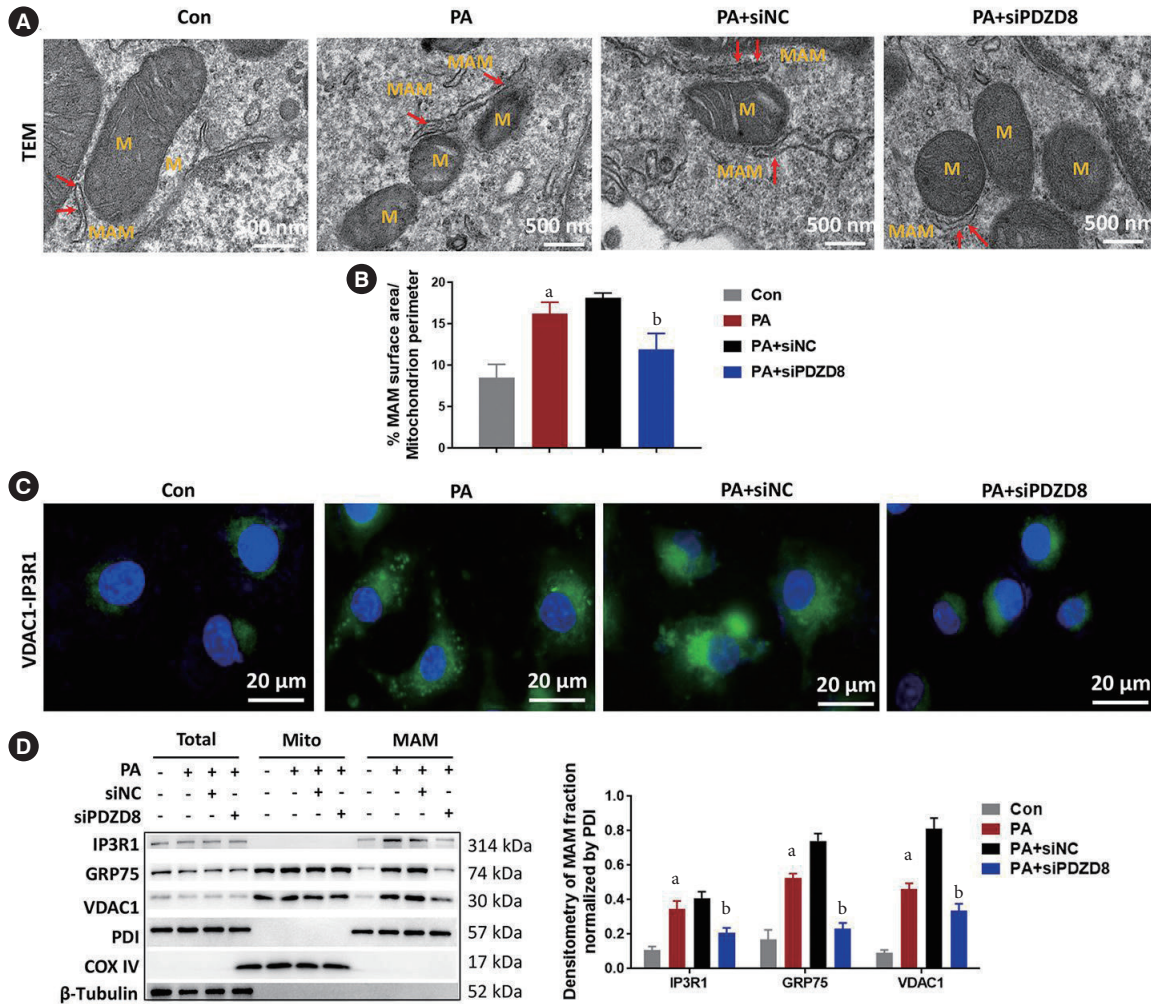 A
Con
PA
PA+siNC
PA+siPDZD8
TEM
M
M
MAM
500 nm
MAM
MAM
M
M
M
500 nm
MAM
M
MAM
500 nm
M
M
M
MAM
500 nm
B
% MAM surface area/
Mitochondrion perimeter
20
15
10
5
0
a
b
Con
PA
PA+siNC
PA+siPDZD8
C
Con
PA
PA+siNC
PA+siPDZD8
VDAC1-IP3R1
20 µm
20 µm
20 µm
20 µm
D
Total Mito MAM
PA - + + + - + + + - + + +
siNC + + +
siPDZD8 + + +
IP3R1 314 kDa
GRP75 74 kDa
VDAC1 30 kDa
PDI 57 kDa
COX IV 17 kDa
β-Tubulin 52 kDa
Densitometry of MAM fraction
normalized by PDI
1.0
0.8
0.6
0.4
0.2
0
a
b
a
b
a
b
IP3R1 GRP75 VDAC1
Con
PA
PA+siNC
PA+siPDZD8